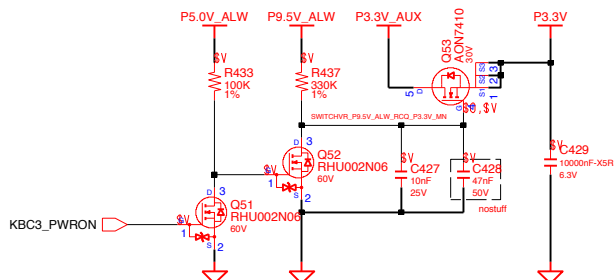 P5.0V_ALW
P9.5V_ALW
P3.3V_AUX
P3.3V
Q53
AON7410
30V
$V
R433
100K
1%
$V
R437
330K
1%
5
D
S3
S2
S1
3
2
1
G
4
$G,$V
$V
SWITCHVR_P9.5V_ALW_RCQ_P3.3V_MN
$V
C429
10000nF-X5R
6.3V
$V
C427
10nF
25V
$V
C428
47nF
50V
nostuff
D
3
Q52
RHU002N06
60V
$V
G
1
S
2
D
3
Q51
RHU002N06
60V
$V
G
1
S
2
KBC3_PWRON